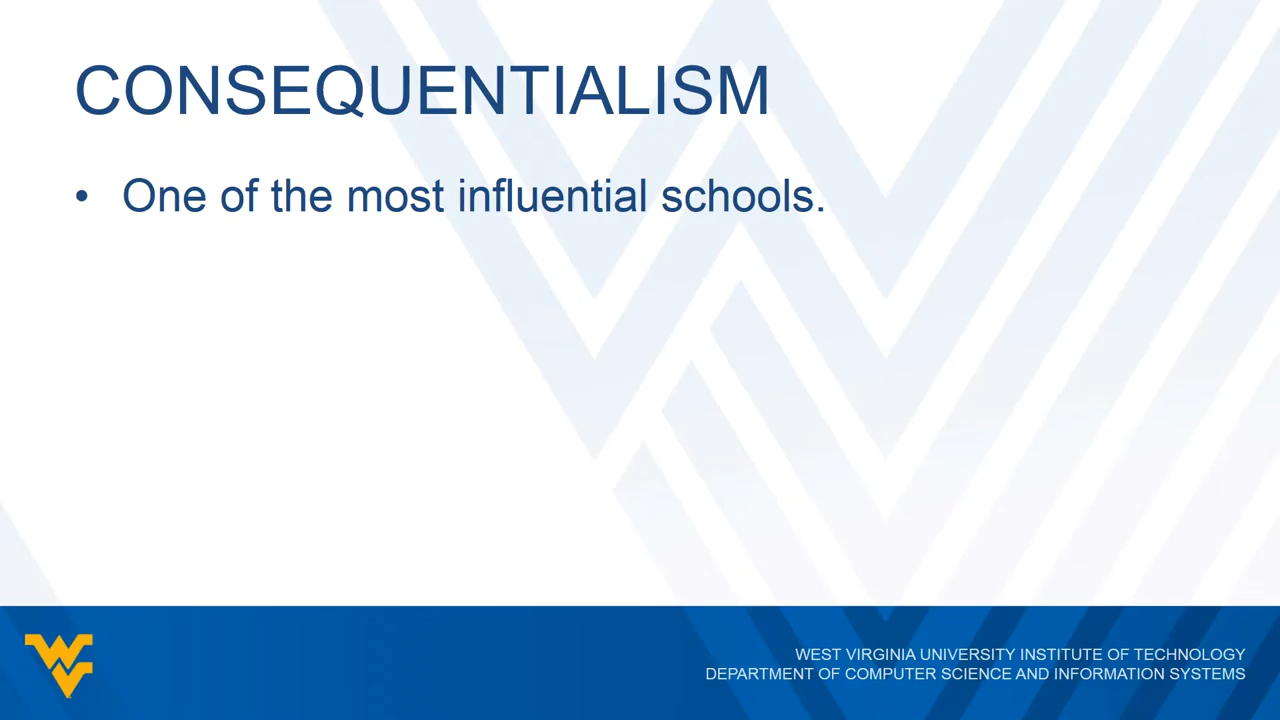 CONSEQUENTIALISM
• One of the most influential schools.
WEST VIRGINIA UNIVERSITY INSTITUTE OF TECHNOLOGY
DEPARTMENT OF COMPUTER SCIENCE AND INFORMATION SYSTEMS